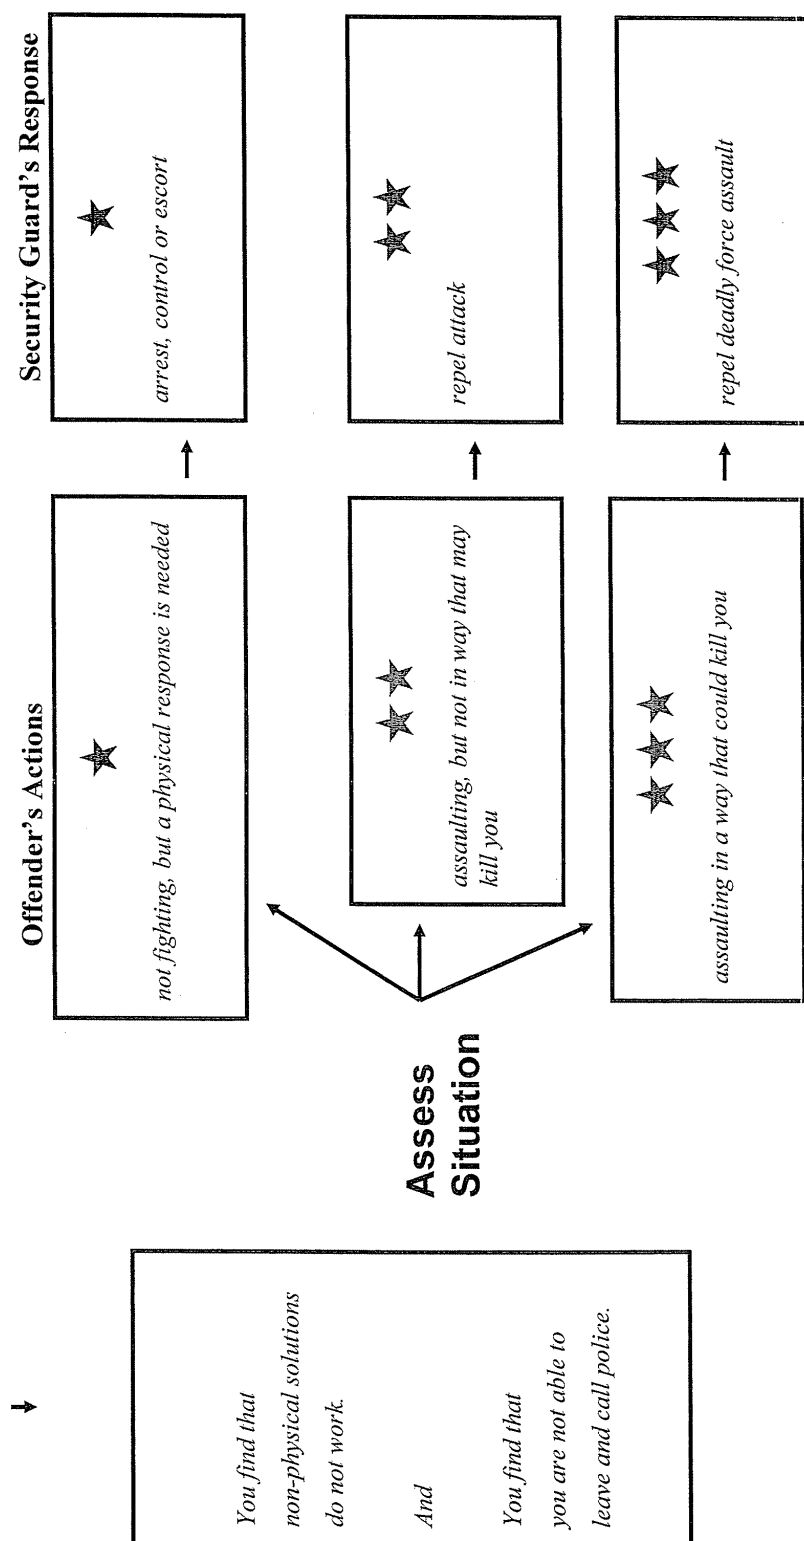 You find that
non-physical solutions
do not work.
And
You find that
you are not able to
leave and call police.
Assess
Situation
Offender's Actions
not fighting, but a physical response is needed
assaulting, but not in way that may
kill you
assaulting in a way that could kill you
Security Guard's Response
arrest, control or escort
repel attack
repel deadly force assault